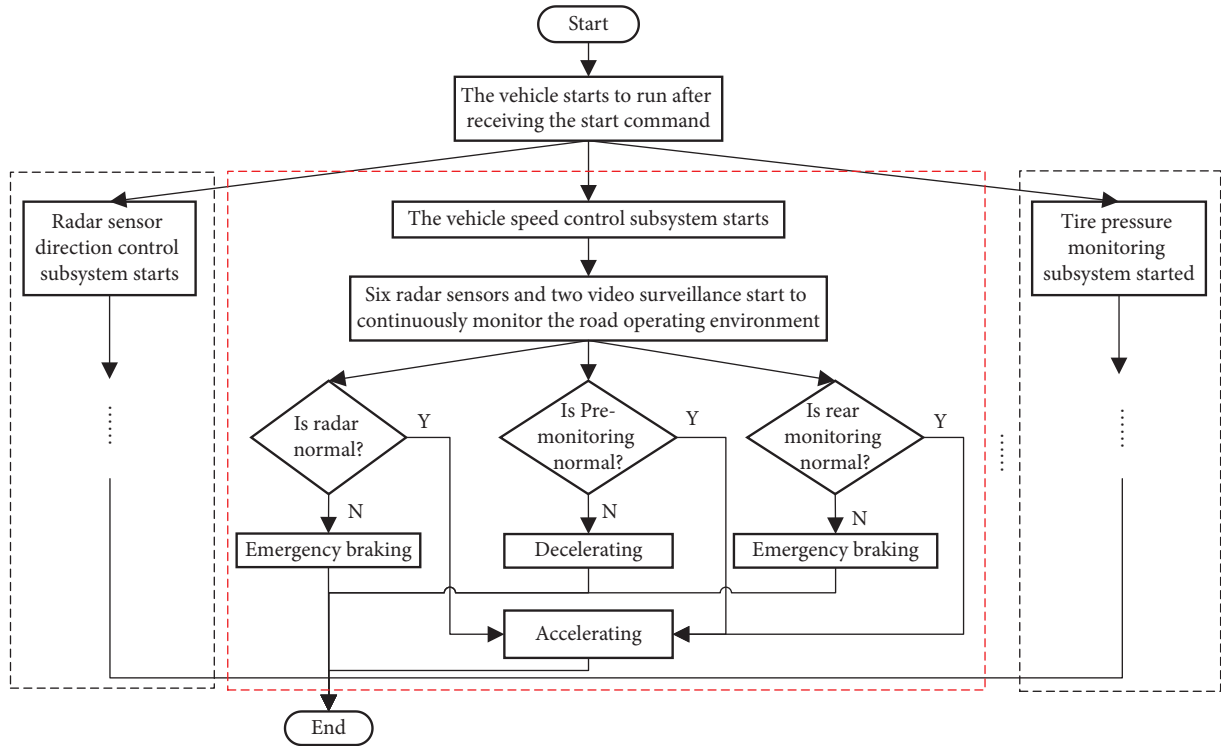 Start
The vehicle starts to run after
receiving the start command
Radar sensor
direction control
subsystem starts
The vehicle speed control subsystem starts
Tire pressure
monitoring
subsystem started
Six radar sensors and two video surveillance start to
continuously monitor the road operating environment
Is radar
normal?
Y
Is Pre-
monitoring
normal?
Y
Is rear
monitoring
normal?
Y
......
......
......
N
N
N
Emergency braking
Decelerating
Emergency braking
Accelerating
End